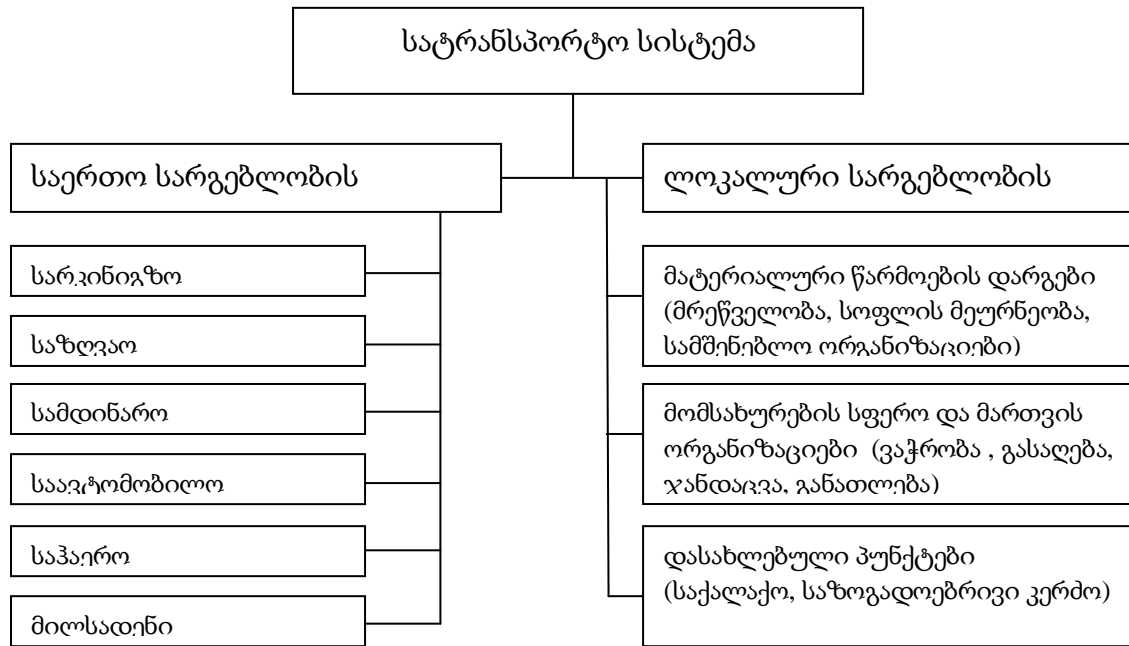 სატრანსპორტო სისტემა
საერთო სარგებლობის
სარკინიგზო
საზღვაო
სამდინარო
საავტომობილო
საჰაერო
მილსადენი
ლოკალური სარგებლობის
მატერიალური წარმოების დარგები
(მრეწველობა, სოფლის მეურნეობა,
სამშენებლო ორგანიზაციები)
მომსახურების სფერო და მართვის
ორგანიზაციები (ვაჭრობა , გასაღება,
ჯანდაცვა, განათლება)
დასახლებული პუნქტები
(საქალაქო, საზოგადოებრივი კერძო)